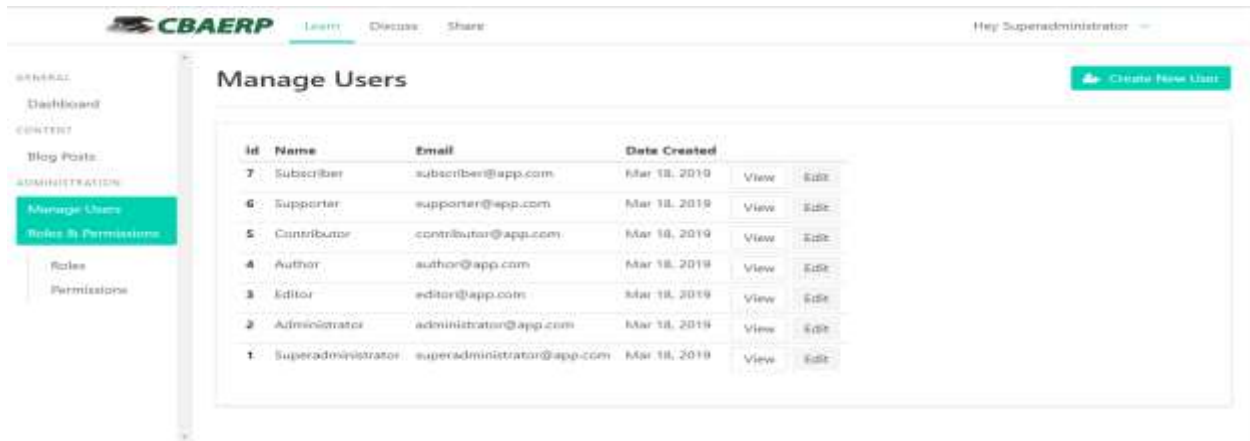 CBAERP Learn Discuss Share Hey Superadministrator
GENERAL
Dashboard
CONTENT
Blog Posts
ADMINISTRATION
Manage Users
Roles & Permissions
Roles
Permissions
Manage Users
Create New User
id Name Email Date Created
7 Subscriber subscriber@app.com Mar 18, 2019 View Edit
6 Supporter supporter@app.com Mar 18, 2019 View Edit
5 Contributor contributor@app.com Mar 18, 2019 View Edit
4 Author author@app.com Mar 18, 2019 View Edit
3 Editor editor@app.com Mar 18, 2019 View Edit
2 Administrator administrator@app.com Mar 18, 2019 View Edit
1 Superadministrator superadministrator@app.com Mar 18, 2019 View Edit